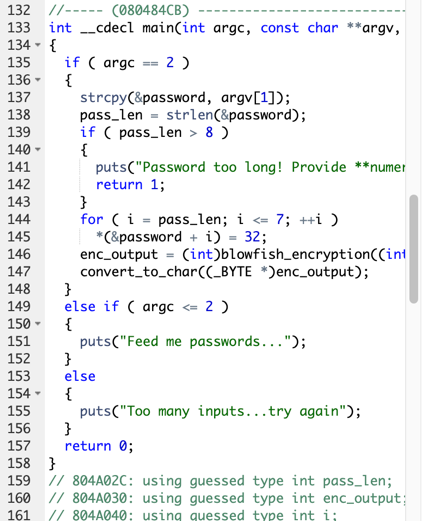 132 //----- (080484CB) --------------------------
133 int __cdecl main(int argc, const char **argv,
134 {
135 if ( argc == 2 )
136 {
137 strcpy(&password, argv[1]);
138 pass_len = strlen(&password);
139 if ( pass_len > 8 )
140 {
141 puts("Password too long! Provide **numer
142 return 1;
143 }
144 for ( i = pass_len; i <= 7; ++i )
145 *(&password + i) = 32;
146 enc_output = (int)blowfish_encryption((int
147 convert_to_char((_BYTE *)enc_output);
148 }
149 else if ( argc <= 2 )
150 {
151 puts("Feed me passwords...");
152 }
153 else
154 {
155 puts("Too many inputs...try again");
156 }
157 return 0;
158 }
159 // 804A02C: using guessed type int pass_len;
160 // 804A030: using guessed type int enc_output;
161 // 804A040: using guessed type int i;